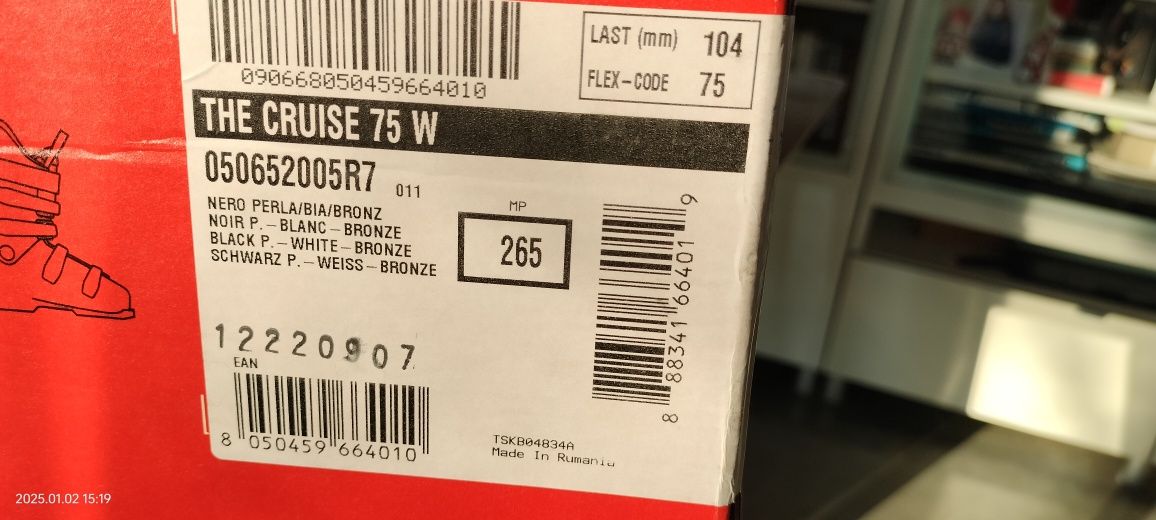 LAST (mm) 104
FLEX-CODE 75
090668050459664010
THE CRUISE 75 W
050652005R7 011
NERO PERLA/BIA/BRONZ
NOIR P.-BLANC-BRONZE
BLACK P.-WHITE-BRONZE
SCHWARZ P.-WEISS-BRONZE
MP
265
8 88341 66401 9
12220907
EAN
8 050459 664010
TSKB04834A
Made In Rumania
2025.01.02 15:19